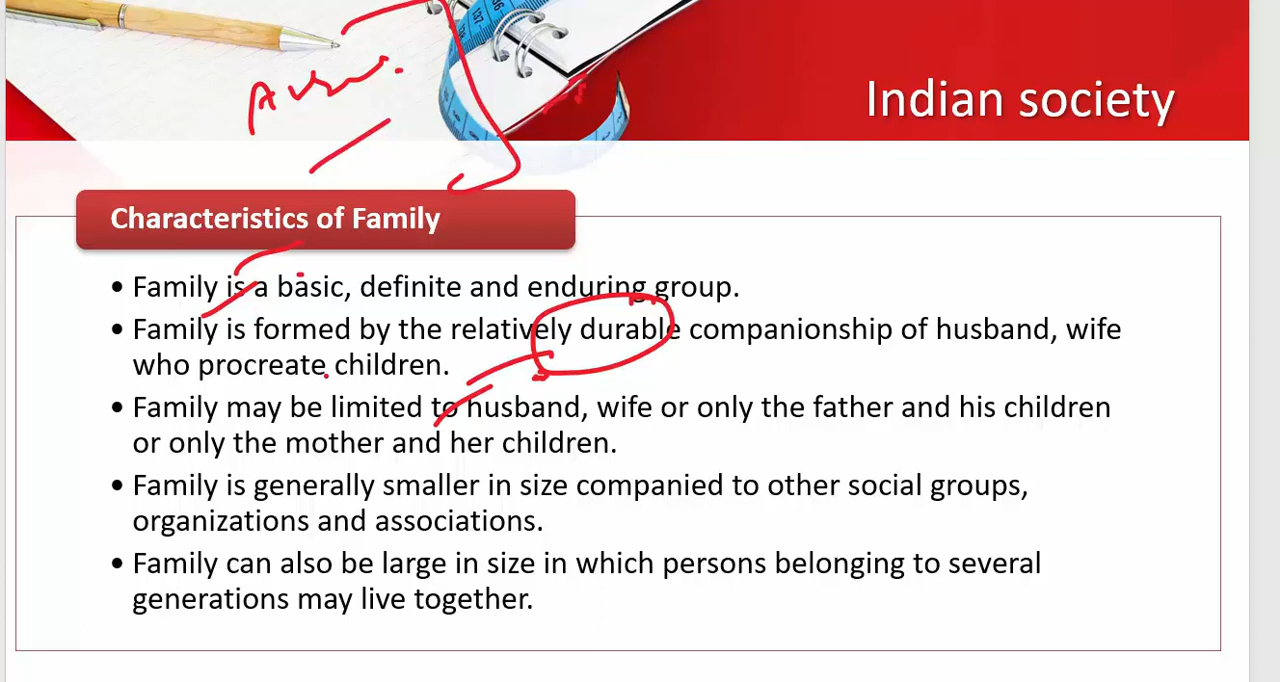 Indian society
Characteristics of Family
• Family is a basic, definite and enduring group.
• Family is formed by the relatively durable companionship of husband, wife
who procreate children.
• Family may be limited to husband, wife or only the father and his children
or only the mother and her children.
• Family is generally smaller in size companied to other social groups,
organizations and associations.
• Family can also be large in size in which persons belonging to several
generations may live together.